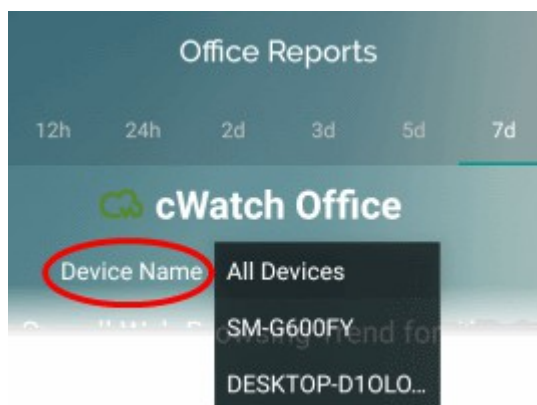 Office Reports
12h 24h 2d 3d 5d 7d
cWatch Office
Device Name All Devices
SM-G600FY
DESKTOP-D1OLO...